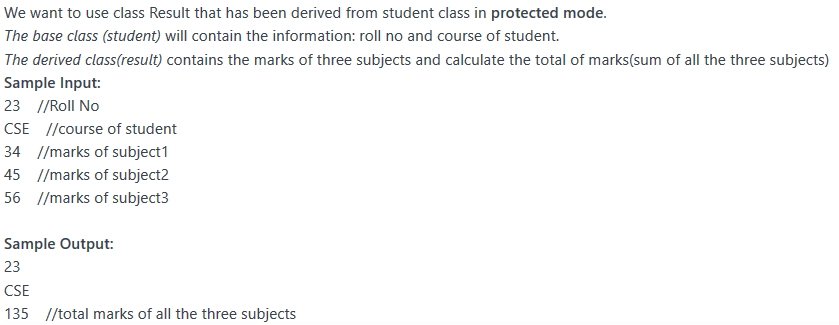 We want to use class Result that has been derived from student class in protected mode.
The base class (student) will contain the information: roll no and course of student.
The derived class(result) contains the marks of three subjects and calculate the total of marks(sum of all the three subjects)
Sample Input:
23 //Roll No
CSE //course of student
34 //marks of subject1
45 //marks of subject2
56 //marks of subject3
Sample Output:
23
CSE
135 //total marks of all the three subjects